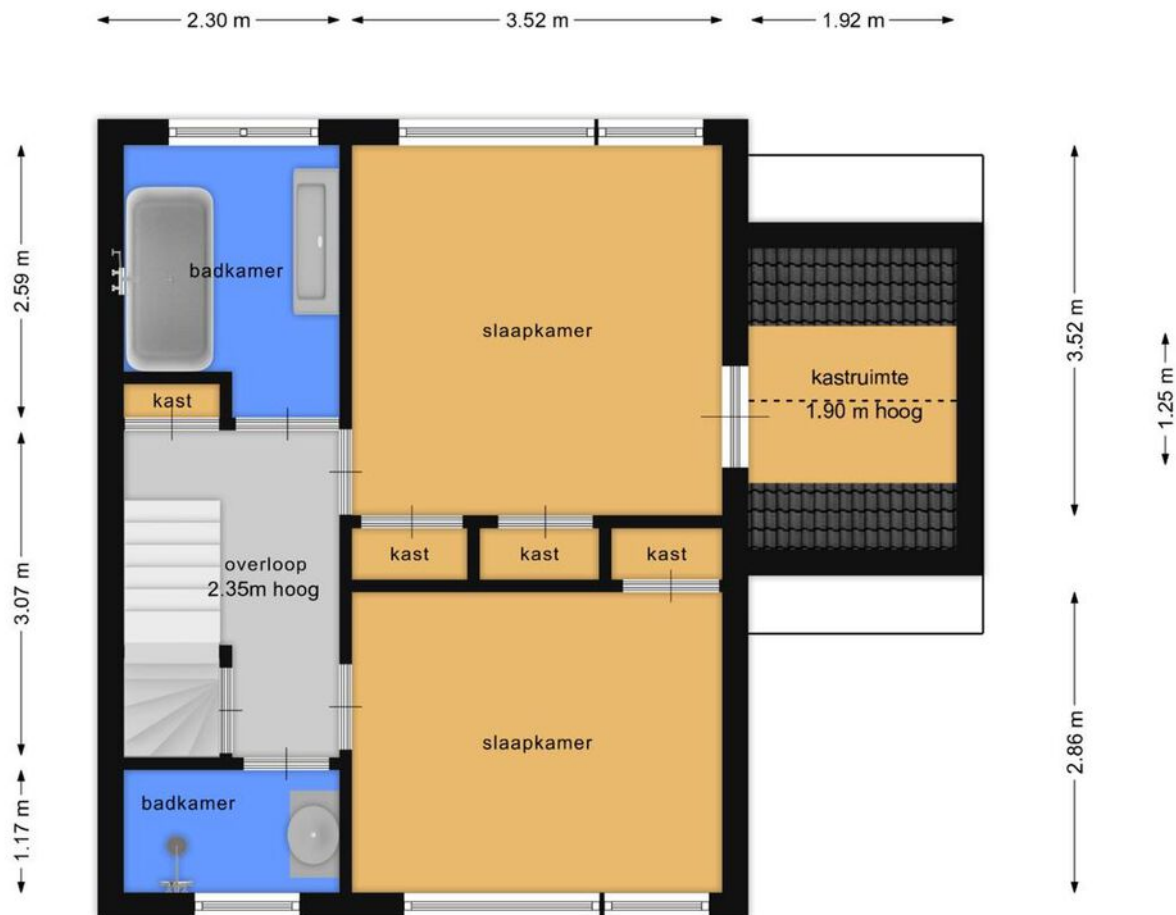 2.30 m
3.52 m
1.92 m
2.59 m
badkamer
slaapkamer
3.52 m
kast
kastruimte
1.90 m hoog
1.25 m
3.07 m
overloop
2.35m hoog
kast
kast
kast
slaapkamer
2.86 m
1.17 m
badkamer